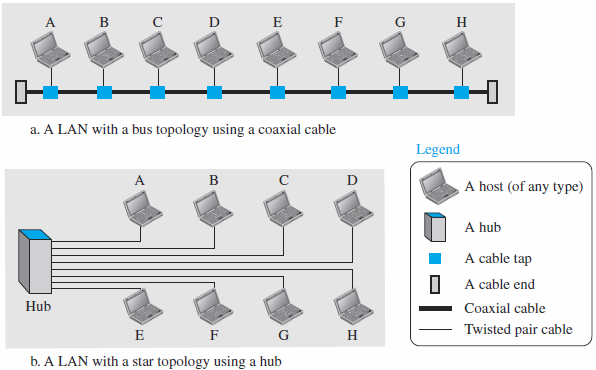 A B C D E F G H
a. A LAN with a bus topology using a coaxial cable
Legend
A host (of any type)
A hub
A cable tap
A cable end
Coaxial cable
Twisted pair cable
A B C D
Hub
E F G H
b. A LAN with a star topology using a hub